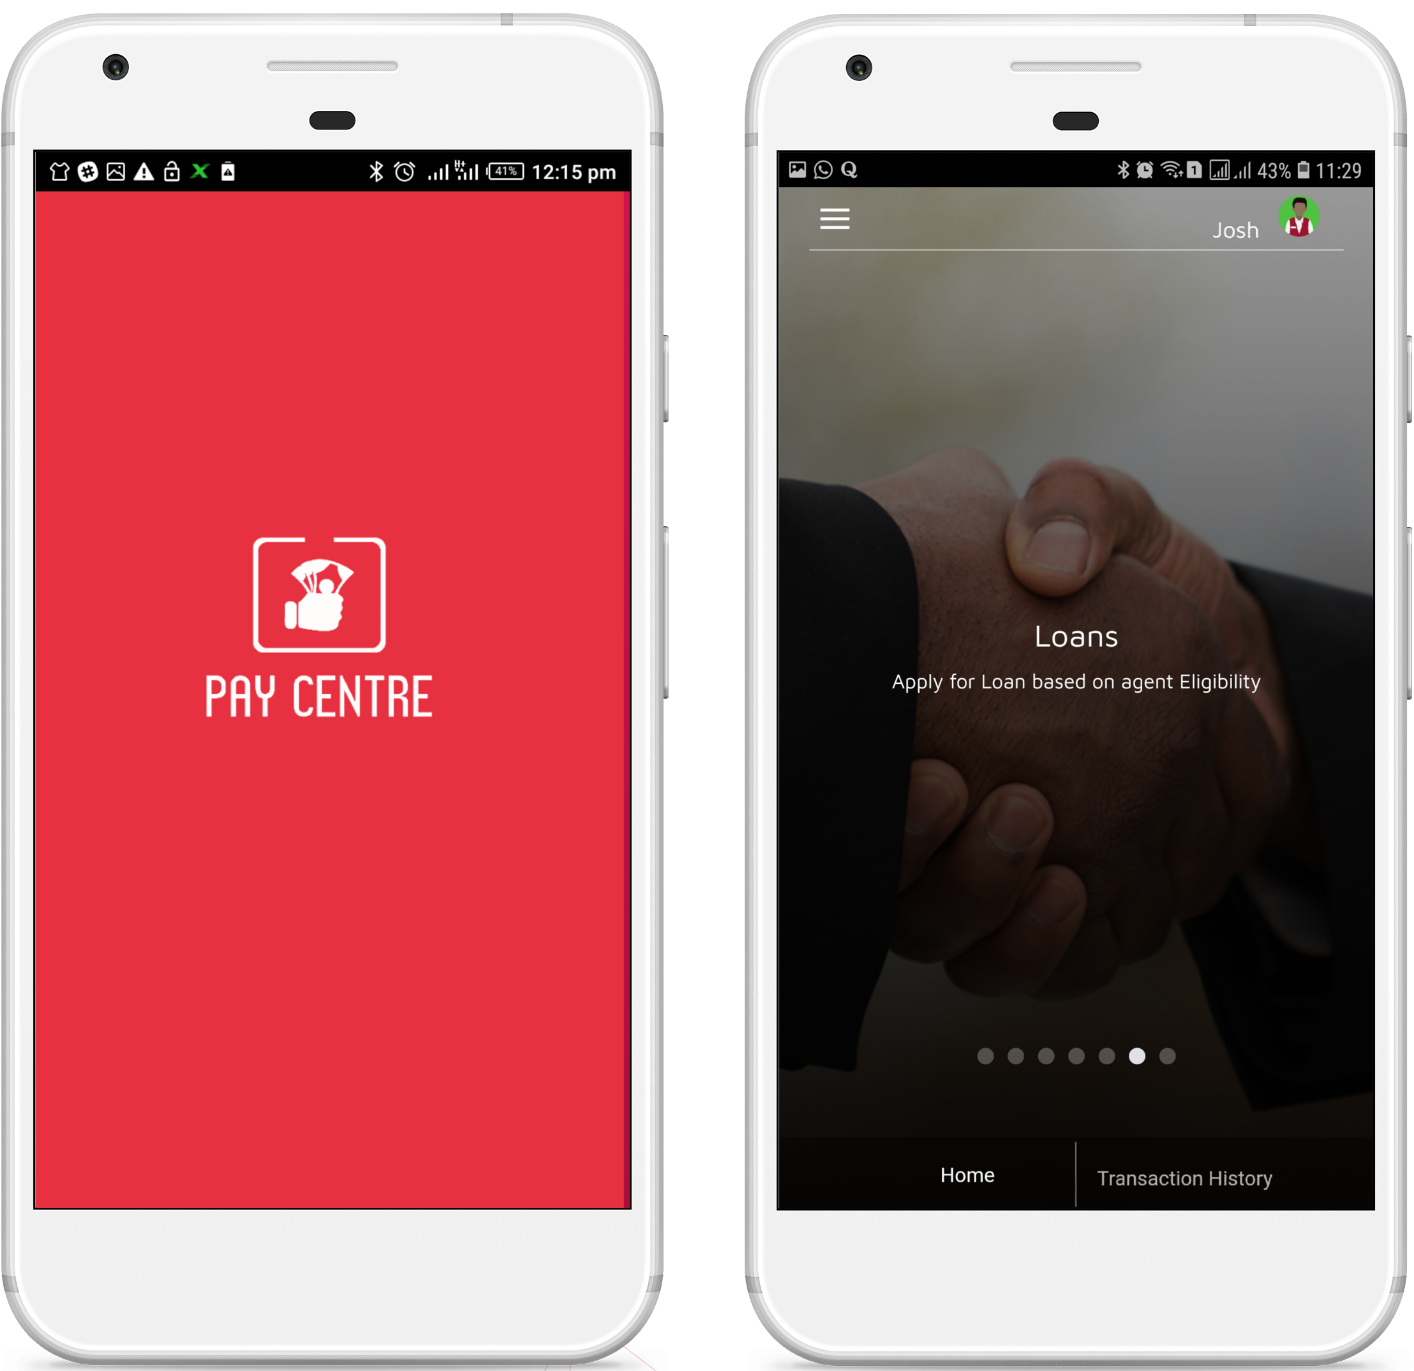 41% 12:15 pm
PAY CENTRE
Q 1 43% 11:29
Josh
Loans
Apply for Loan based on agent Eligibility
Home
Transaction History